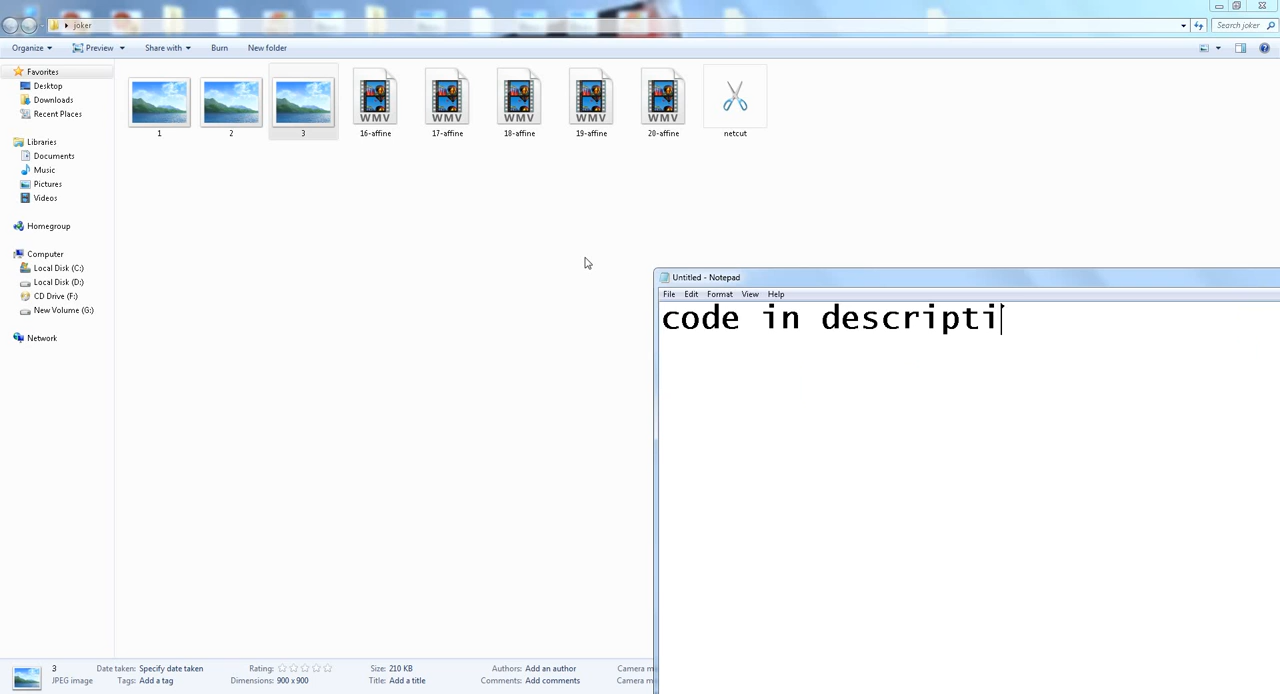 joker
Search joker
Organize
Preview
Share with
Burn
New folder
Favorites
Desktop
Downloads
Recent Places
Libraries
Documents
Music
Pictures
Videos
Homegroup
Computer
Local Disk (C:)
Local Disk (D:)
CD Drive (F:)
New Volume (G:)
Network
1
2
3
WMV
16-affine
WMV
17-affine
WMV
18-affine
WMV
19-affine
WMV
20-affine
netcut
Untitled - Notepad
File Edit Format View Help
code in descripti
3 Date taken: Specify date taken Rating: Size: 210 KB Authors: Add an author Camera
JPEG image Tags: Add a tag Dimensions: 900 x 900 Title: Add a title Comments: Add comments Camera